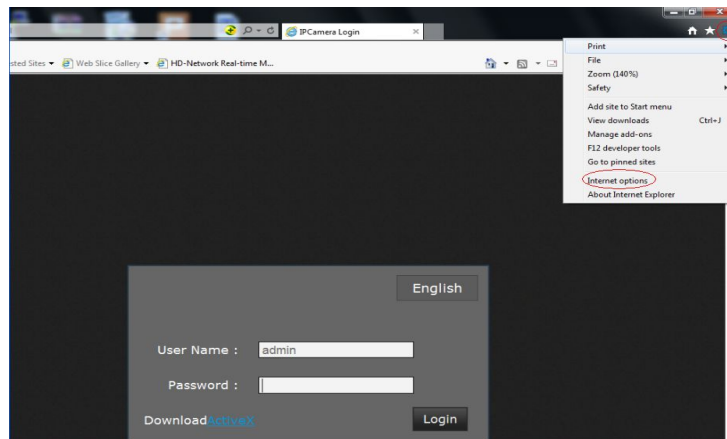 IPCamera Login
sted Sites
Web Slice Gallery
HD-Network Real-time M...
Print
File
Zoom (140%)
Safety
Add site to Start menu
View downloads Ctrl+J
Manage add-ons
F12 developer tools
Go to pinned sites
Internet options
About Internet Explorer
English
User Name : admin
Password :
DownloadActiveX
Login